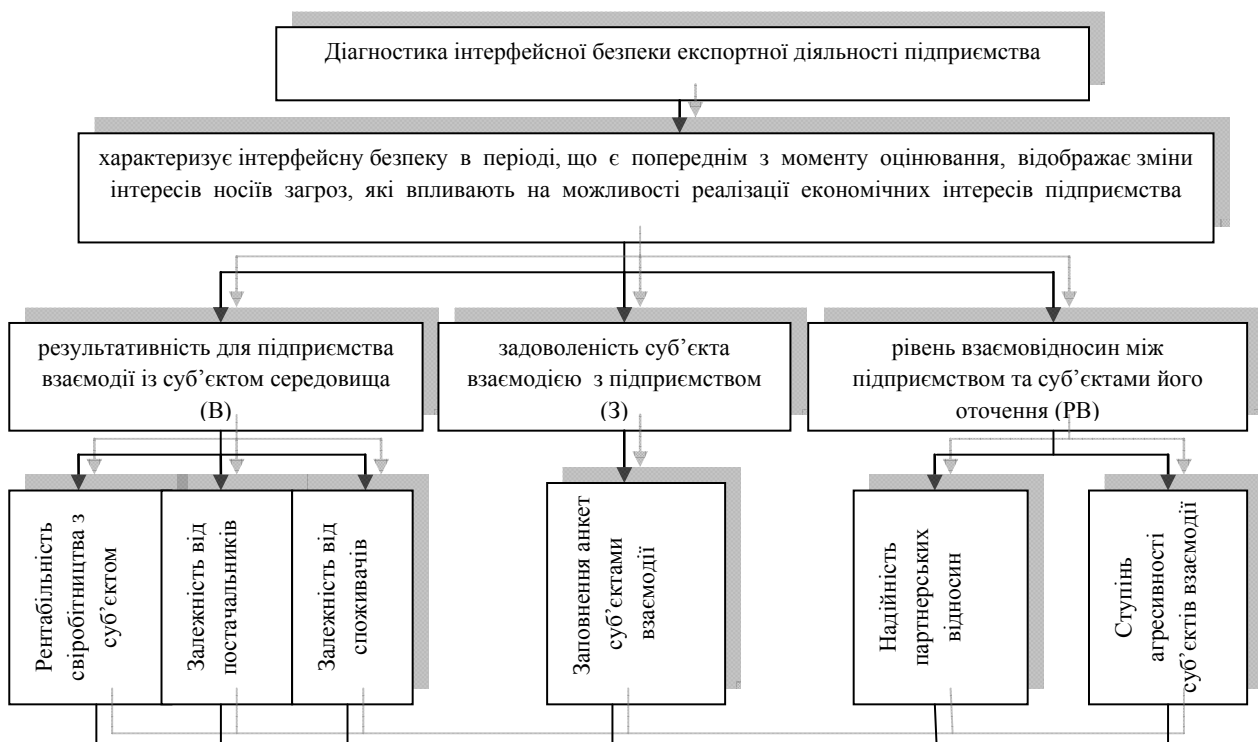 Діагностика інтерфейсної безпеки експортної діяльності підприємства
характеризує інтерфейсну безпеку в періоді, що є попереднім з моменту оцінювання, відображає зміни
інтересів носіїв загроз, які впливають на можливості реалізації економічних інтересів підприємства
результативність для підприємства
взаємодії із суб’єктом середовища
(В)
задоволеність суб’єкта
взаємодією з підприємством
(З)
рівень взаємовідносин між
підприємством та суб’єктами його
оточення (РВ)
Рентабільність
свіробітництва з
суб’єктом
Залежність від
постачальників
Залежність від
споживачів
Заповнення анкет
суб’єктами
взаємодії
Надійність
партнерських
відносин
Ступінь
агресивності
суб’єктів взаємодії